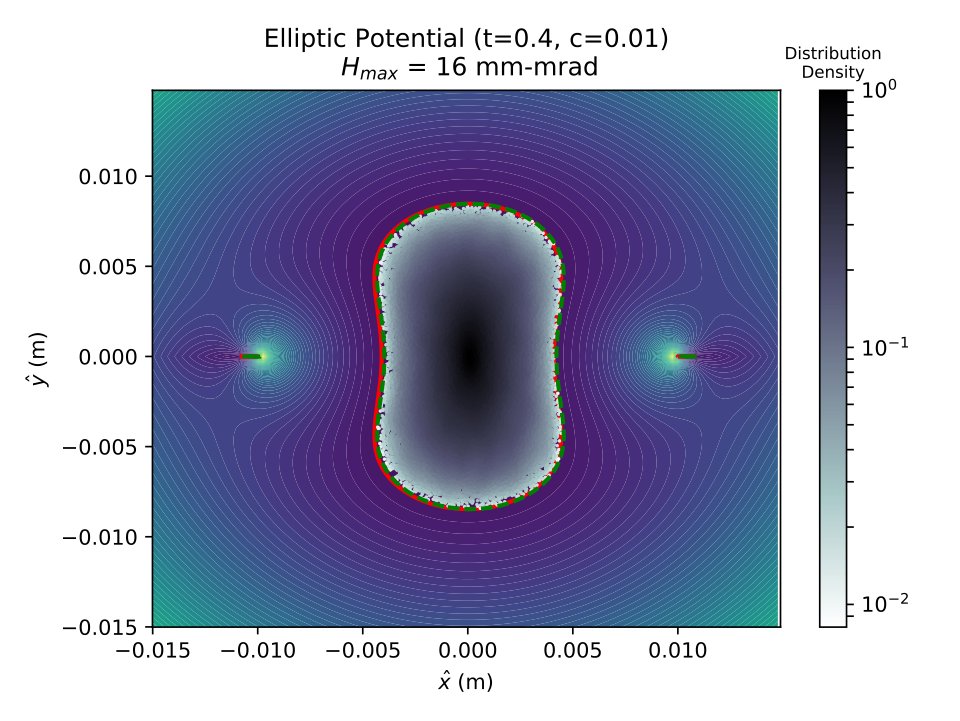 Elliptic Potential (t=0.4, c=0.01)
H_max = 16 mm-mrad
Distribution
Density
10⁰
10⁻¹
10⁻²
0.010
0.005
0.000
−0.005
−0.010
−0.015
ŷ (m)
−0.015 −0.010 −0.005 0.000 0.005 0.010
x̂ (m)